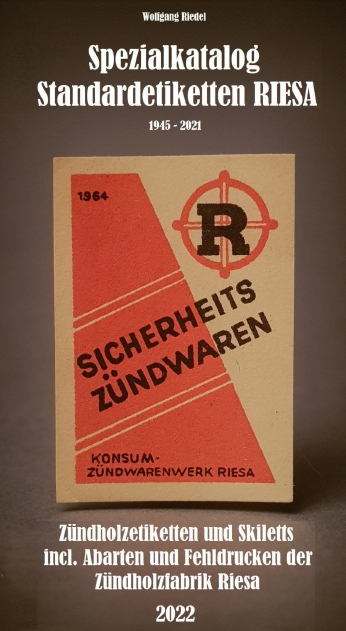 Wolfgang Riedel
Spezialkatalog
Standardetiketten RIESA
1945 - 2021
1964
R
SICHERHEITS
ZÜNDWAREN
KONSUM-
ZÜNDWARENWERK RIESA
Zündholzetiketten und Skiletts
incl. Abarten und Fehldrucken der
Zündholzfabrik Riesa
2022